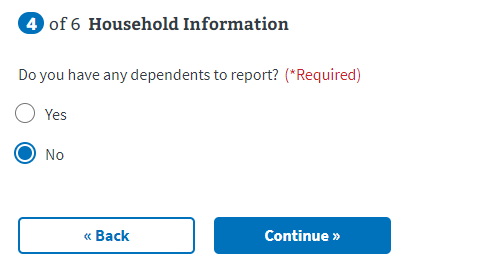 4 of 6 Household Information
Do you have any dependents to report? (*Required)
Yes
No
« Back
Continue »